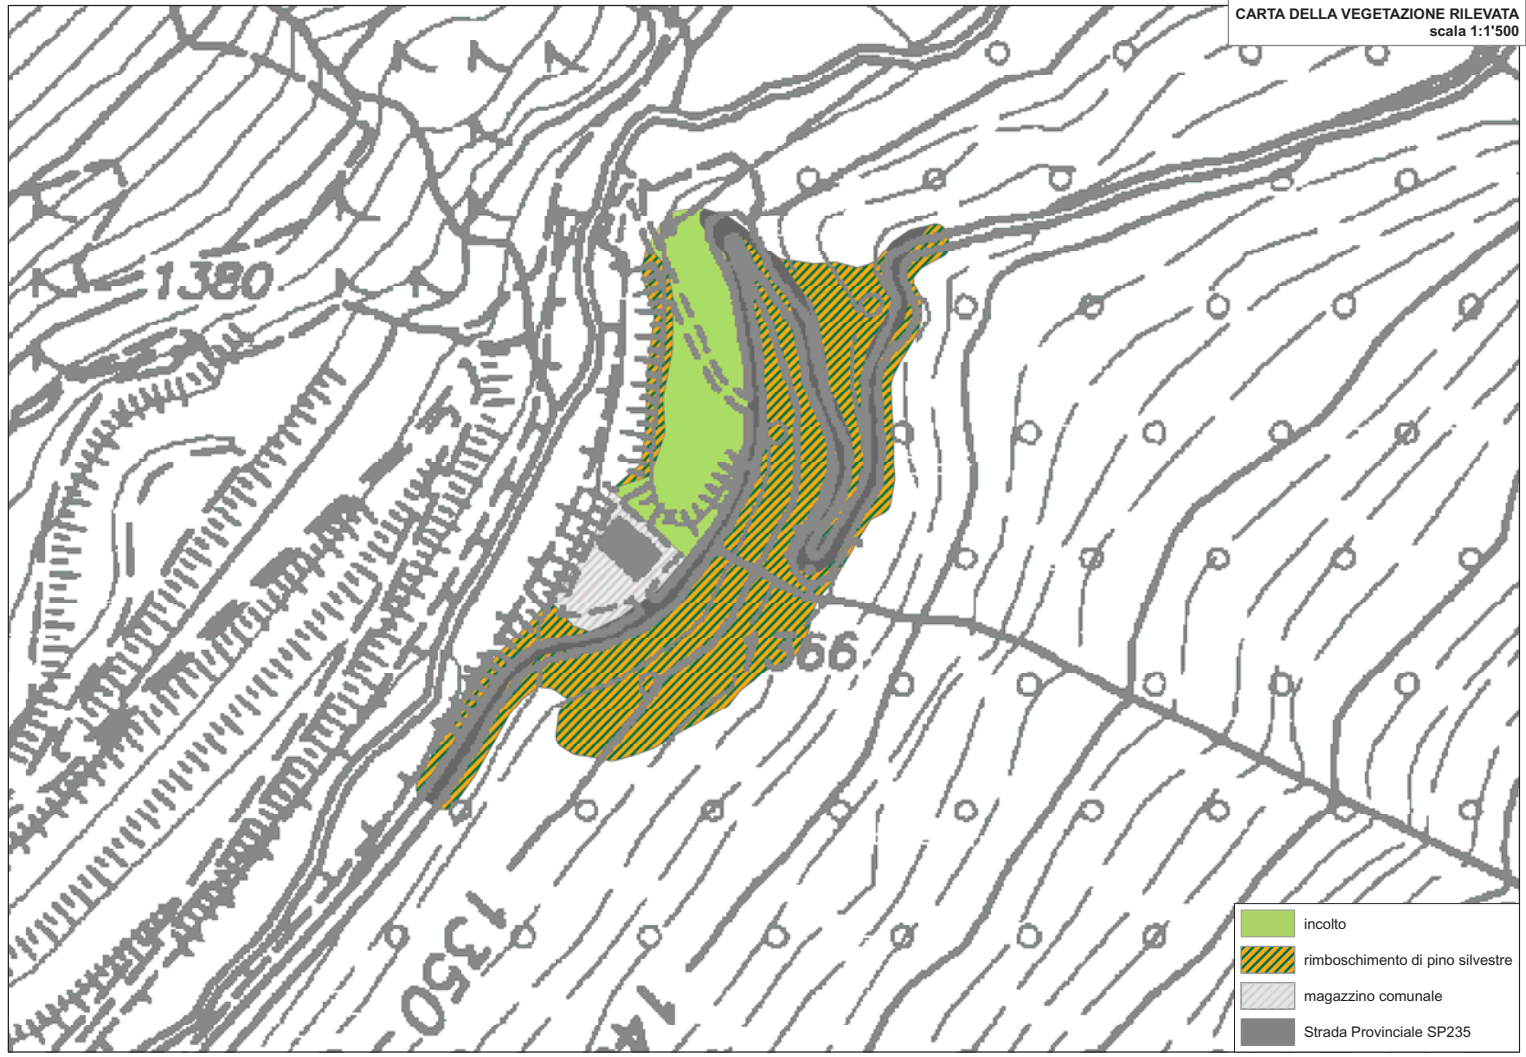 CARTA DELLA VEGETAZIONE RILEVATA
scala 1:1'500
1380
1366
1350
14
incolto
rimboschimento di pino silvestre
magazzino comunale
Strada Provinciale SP235